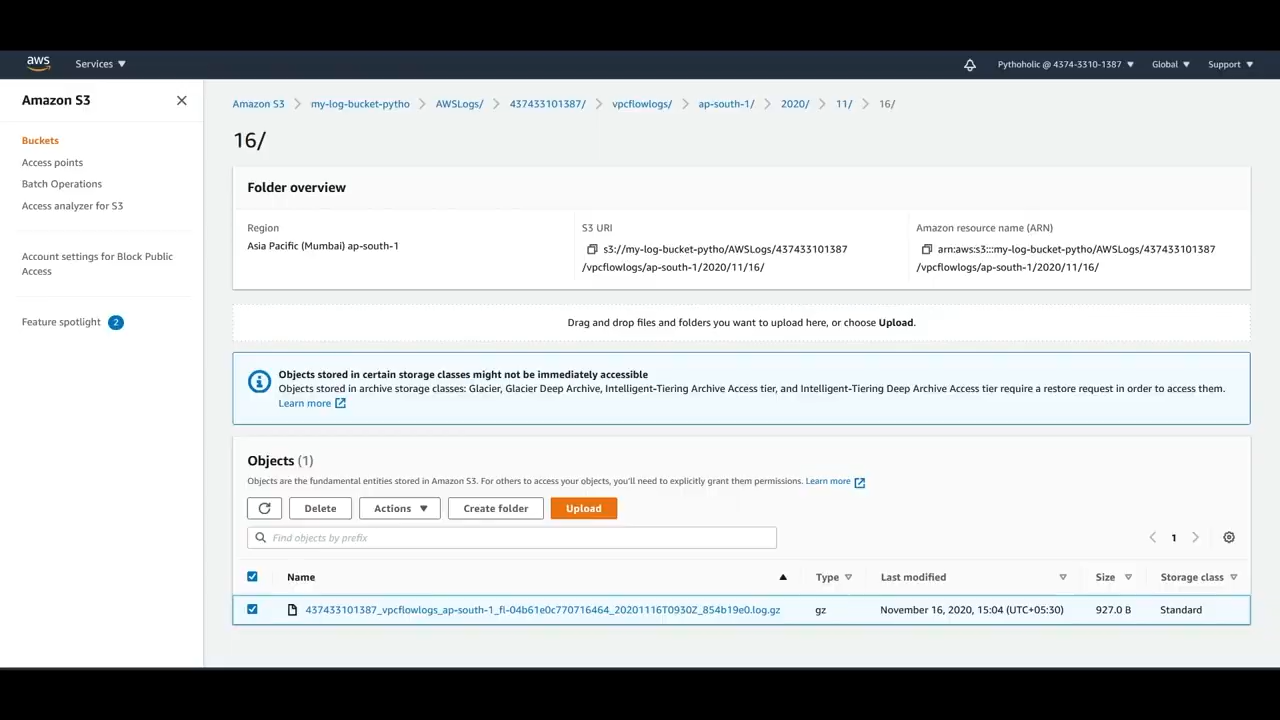 aws Services ▼ Pythoholic @ 4374-3310-1387 ▼ Global ▼ Support ▼
Amazon S3
Buckets
Access points
Batch Operations
Access analyzer for S3
Account settings for Block Public
Access
Feature spotlight 2
Amazon S3 > my-log-bucket-pytho > AWSLogs/ > 437433101387/ > vpcflowlogs/ > ap-south-1/ > 2020/ > 11/ > 16/
16/
Folder overview
Region
Asia Pacific (Mumbai) ap-south-1
S3 URI
s3://my-log-bucket-pytho/AWSLogs/437433101387
/vpcflowlogs/ap-south-1/2020/11/16/
Amazon resource name (ARN)
arn:aws:s3:::my-log-bucket-pytho/AWSLogs/437433101387
/vpcflowlogs/ap-south-1/2020/11/16/
Drag and drop files and folders you want to upload here, or choose Upload.
Objects stored in certain storage classes might not be immediately accessible
Objects stored in archive storage classes: Glacier, Glacier Deep Archive, Intelligent-Tiering Archive Access tier, and Intelligent-Tiering Deep Archive Access tier require a restore request in order to access them.
Learn more
Objects (1)
Objects are the fundamental entities stored in Amazon S3. For others to access your objects, you'll need to explicitly grant them permissions. Learn more
Delete Actions ▼ Create folder Upload
Find objects by prefix
1
Name Type Last modified Size Storage class
437433101387_vpcflowlogs_ap-south-1_fl-04b61e0c770716464_20201116T0930Z_854b19e0.log.gz gz November 16, 2020, 15:04 (UTC+05:30) 927.0 B Standard